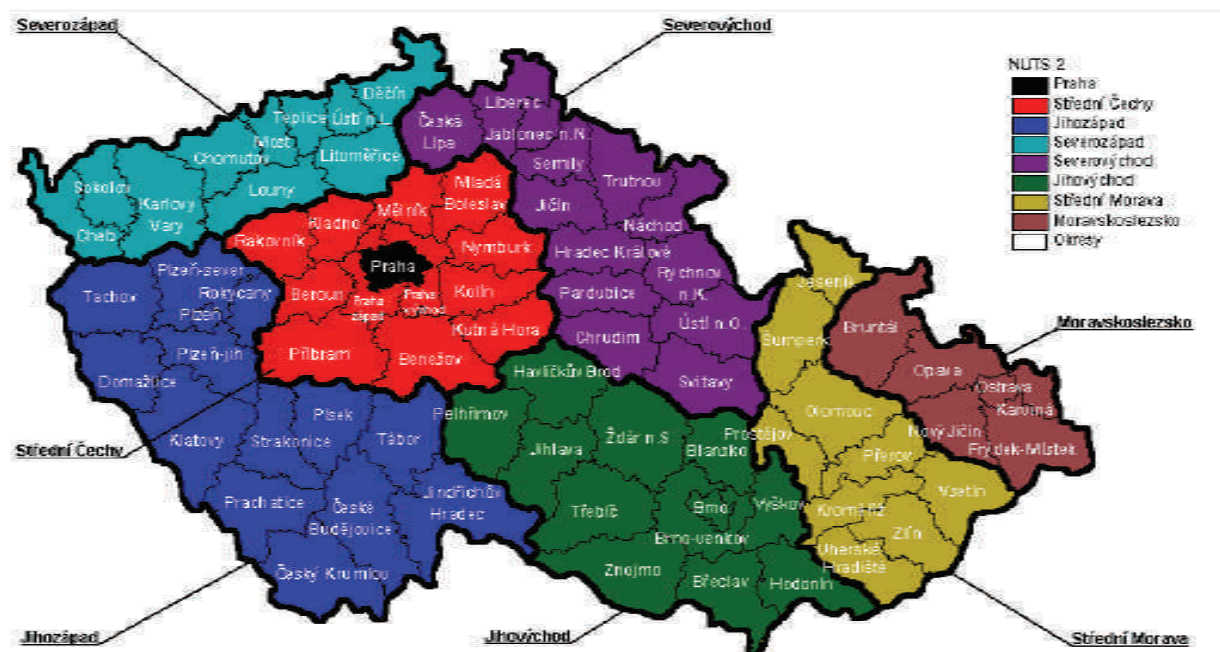 Severozápad
Severovýchod
NUTS 2
Praha
Střední Čechy
Jihozápad
Severozápad
Severovýchod
Jihovýchod
Střední Morava
Moravskoslezsko
Okresy
Děčín
Teplice
Ústí n.L.
Most
Chomutov
Litoměřice
Louny
Sokolov
Karlovy
Vary
Cheb
Česká
Lípa
Liberec
Jablonec n.N
Semily
Trutnov
Jičín
Náchod
Hradec Králové
Rychnov
n.K.
Pardubice
Ústí n.O.
Chrudim
Svitavy
Mladá
Boleslav
Mělník
Kladno
Rakovník
Nymburk
Praha
Beroun
Praha
západ
Praha
východ
Kolín
Kutná Hora
Příbram
Benešov
Plzeň-sever
Tachov
Rokycany
Plzeň
Plzeň-jih
Domažlice
Klatovy
Písek
Strakonice
Tábor
Prachatice
České
Budějovice
Jindřichův
Hradec
Český Krumlov
Havlíčkův Brod
Pelhřimov
Jihlava
Ždár n.S
Blansko
Třebíč
Brno
Vyškov
Brno-venkov
Znojmo
Břeclav
Hodonín
Jeseník
Šumperk
Olomouc
Prostějov
Přerov
Kroměříž
Vsetín
Zlín
Uherské
Hradiště
Bruntál
Opava
Ostrava
Karviná
Nový Jičín
Frýdek-Místek
Moravskoslezsko
Střední Čechy
Jihozápad
Jihovýchod
Střední Morava